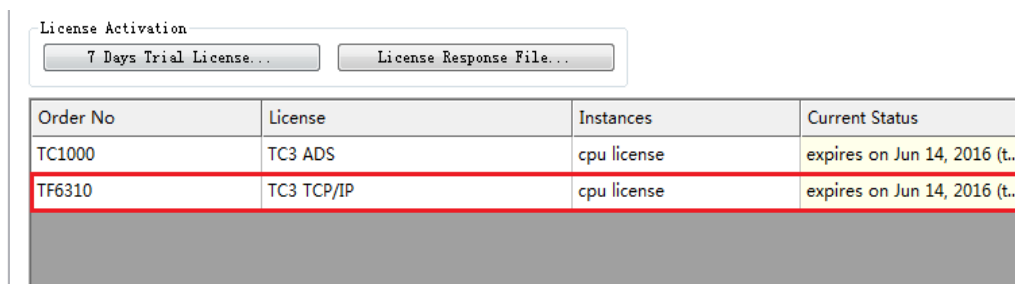 License Activation
7 Days Trial License... License Response File...
Order No License Instances Current Status
TC1000 TC3 ADS cpu license expires on Jun 14, 2016 (t..
TF6310 TC3 TCP/IP cpu license expires on Jun 14, 2016 (t..